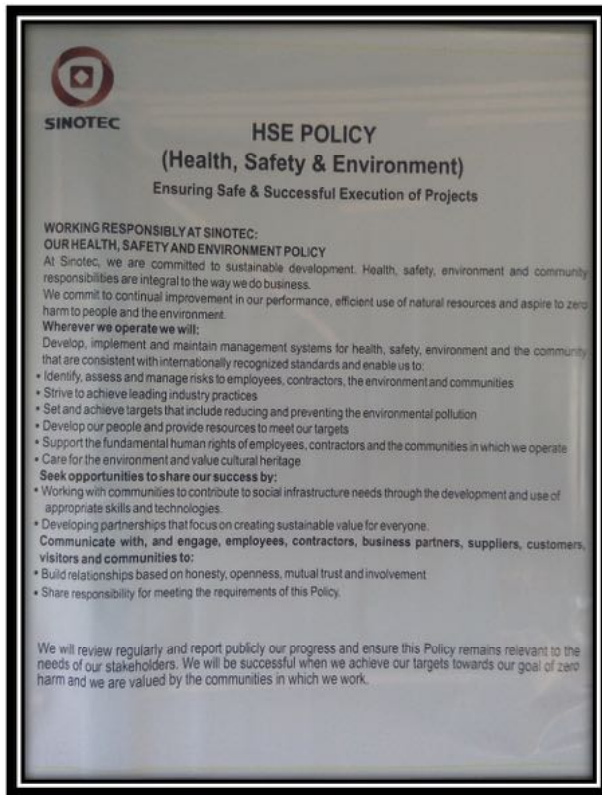 SINOTEC
HSE POLICY
(Health, Safety & Environment)
Ensuring Safe & Successful Execution of Projects
WORKING RESPONSIBLY AT SINOTEC:
OUR HEALTH, SAFETY AND ENVIRONMENT POLICY
At Sinotec, we are committed to sustainable development. Health, safety, environment and community
responsibilities are integral to the way we do business.
We commit to continual improvement in our performance, efficient use of natural resources and aspire to zero
harm to people and the environment.
Wherever we operate we will:
Develop, implement and maintain management systems for health, safety, environment and the community
that are consistent with internationally recognized standards and enable us to:
• Identify, assess and manage risks to employees, contractors, the environment and communities
• Strive to achieve leading industry practices
• Set and achieve targets that include reducing and preventing the environmental pollution
• Develop our people and provide resources to meet our targets
• Support the fundamental human rights of employees, contractors and the communities in which we operate
• Care for the environment and value cultural heritage
Seek opportunities to share our success by:
• Working with communities to contribute to social infrastructure needs through the development and use of
appropriate skills and technologies.
• Developing partnerships that focus on creating sustainable value for everyone.
Communicate with, and engage, employees, contractors, business partners, suppliers, customers,
visitors and communities to:
• Build relationships based on honesty, openness, mutual trust and involvement
• Share responsibility for meeting the requirements of this Policy.
We will review regularly and report publicly our progress and ensure this Policy remains relevant to the
needs of our stakeholders. We will be successful when we achieve our targets towards our goal of zero
harm and we are valued by the communities in which we work.